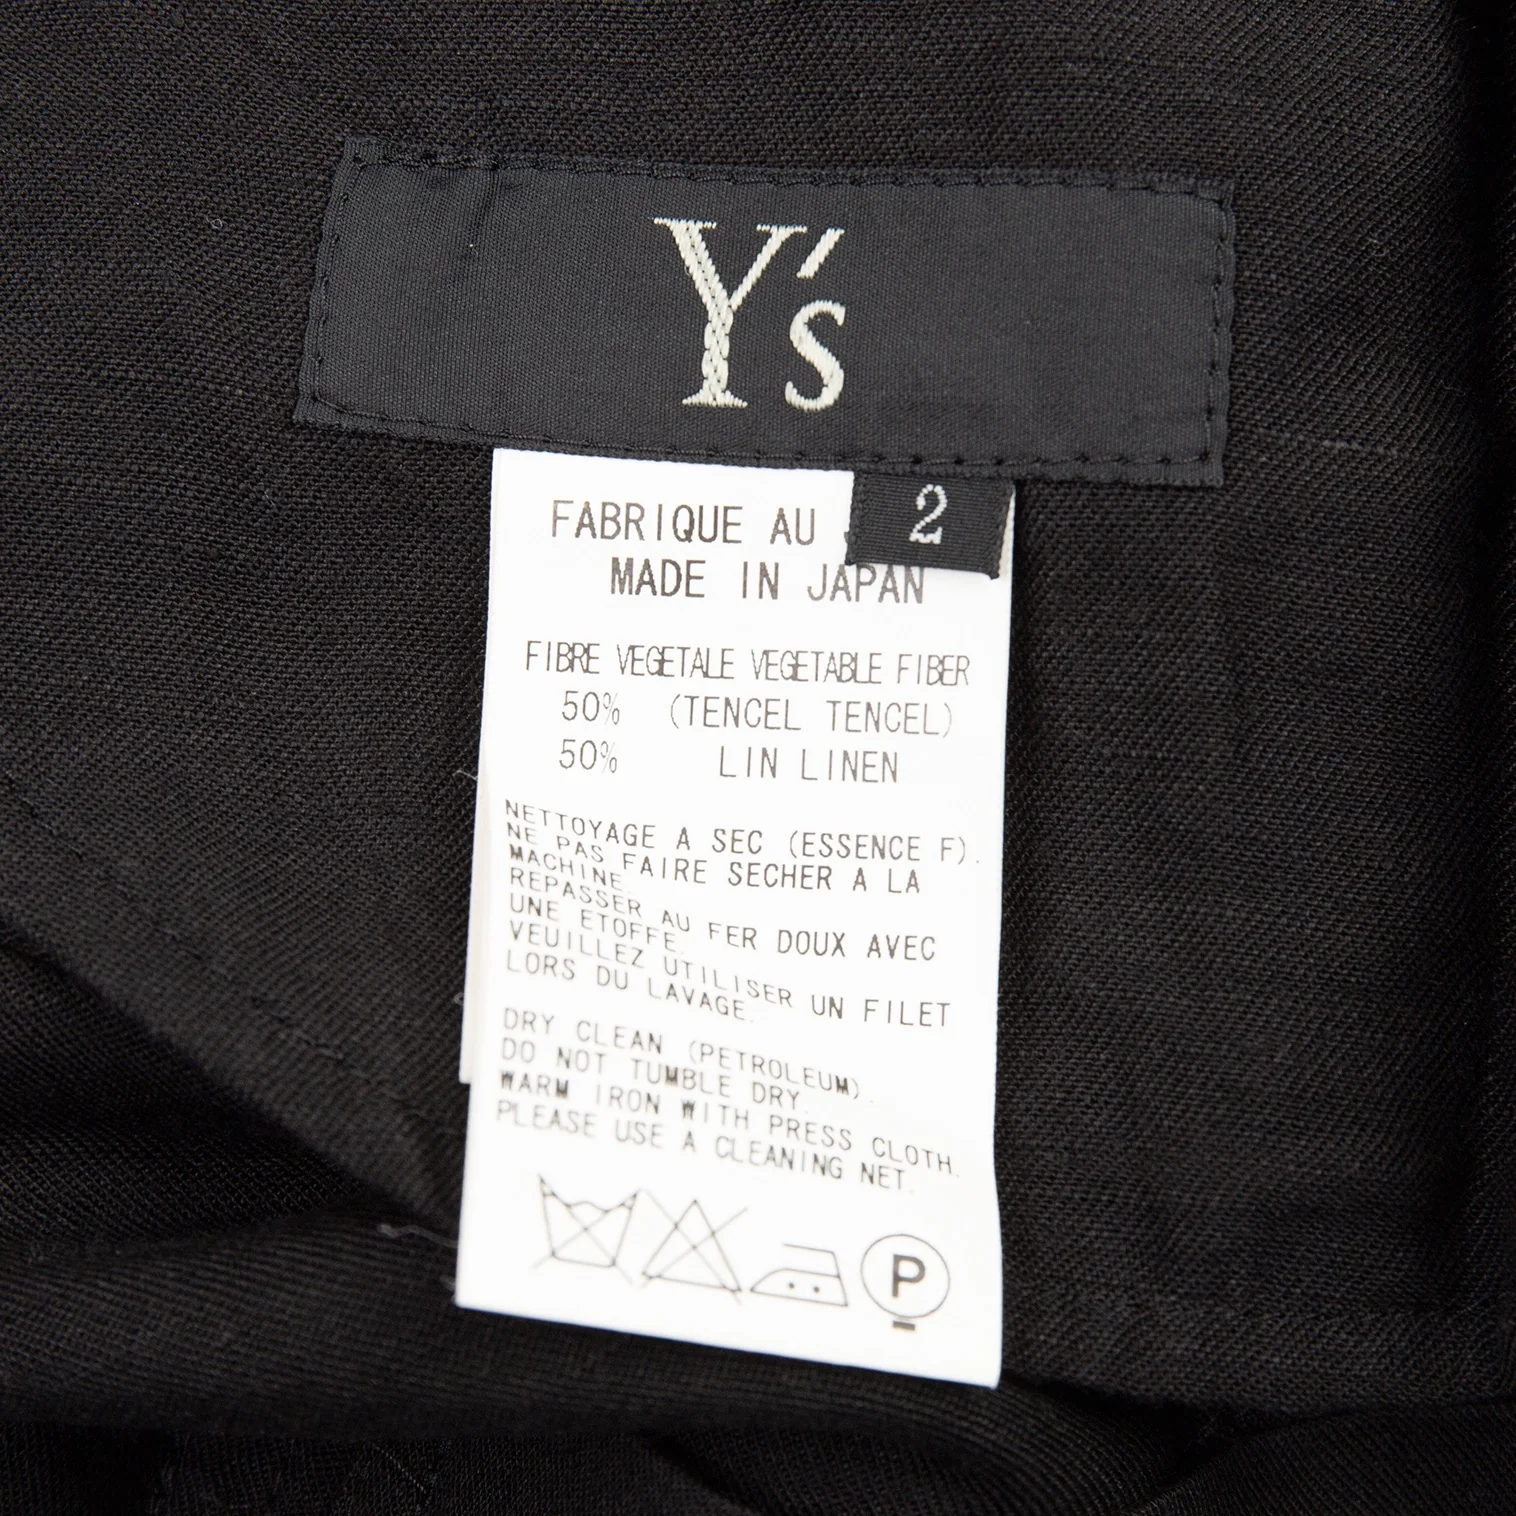 Y's
2
FABRIQUE AU
MADE IN JAPAN
FIBRE VEGETALE VEGETABLE FIBER
50% (TENCEL TENCEL)
50% LIN LINEN
NETTOYAGE A SEC (ESSENCE F).
NE PAS FAIRE SECHER A LA
MACHINE.
REPASSER AU FER DOUX AVEC
UNE ETOFFE.
VEUILLEZ UTILISER UN FILET
LORS DU LAVAGE.
DRY CLEAN (PETROLEUM).
DO NOT TUMBLE DRY.
WARM IRON WITH PRESS CLOTH.
PLEASE USE A CLEANING NET.
P